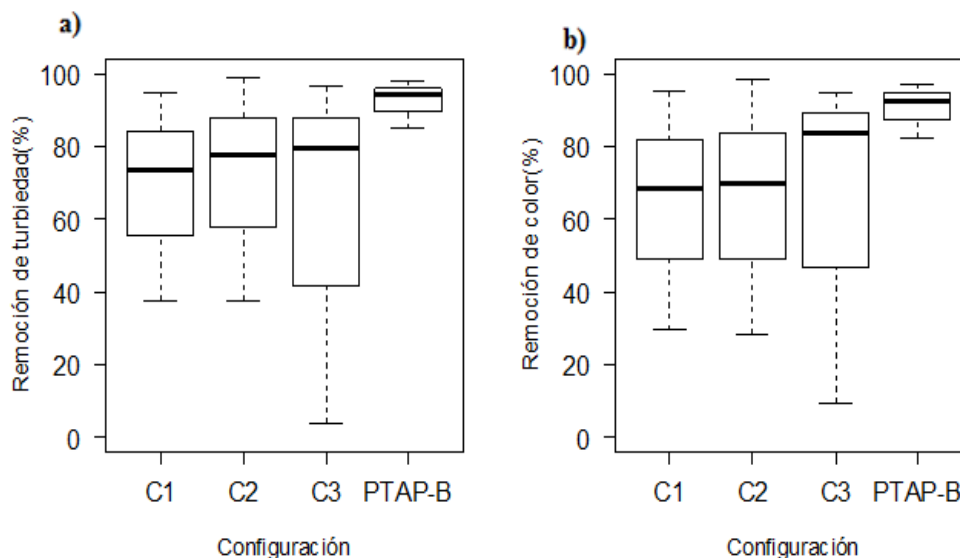 a)
Remoción de turbiedad(%)
100
80
60
40
20
0
C1 C2 C3 PTAP-B
Configuración
b)
Remoción de color(%)
100
80
60
40
20
0
C1 C2 C3 PTAP-B
Configuración